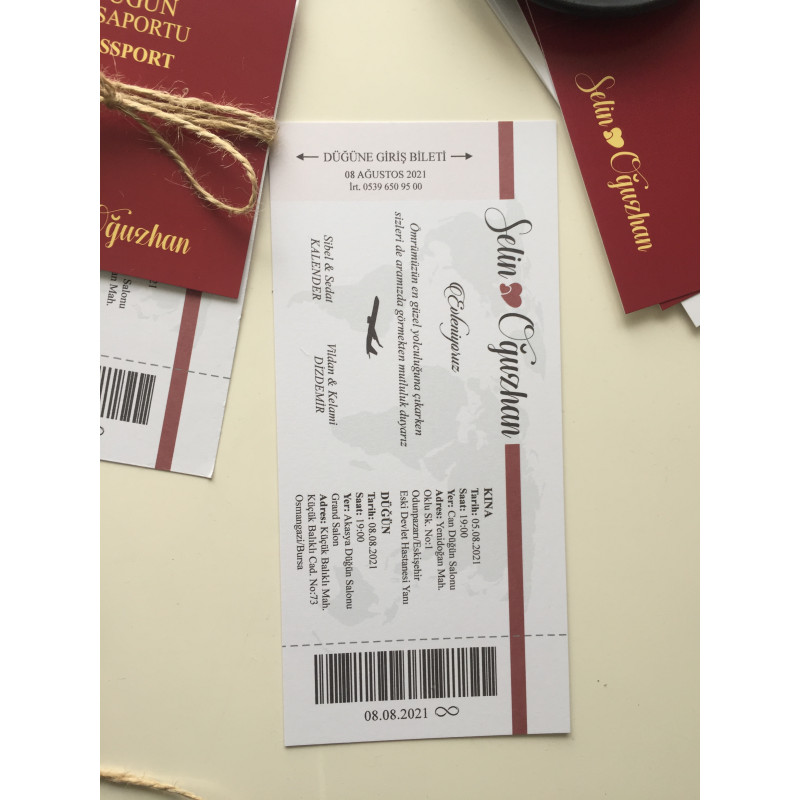 DÜĞÜN
SAPORTU
SSPORT
Oğuzhan
Salonu
Mah.
← DÜĞÜNE GİRİŞ BİLETİ →
08 AĞUSTOS 2021
İrt. 0539 650 95 00
Selin Oğuzhan
Evleniyoruz
Ömrümüzün en güzel yolculuğuna çıkarken
sizleri de aramızda görmekten mutluluk duyarız
Sibel & Sedat
KALENDER
Vildan & Kelami
DİZDEMİR
KINA
Tarih: 05.08.2021
Saat: 19:00
Yer: Can Düğün Salonu
Adres: Yenidoğan Mah.
Oklu Sk. No:1
Odunpazarı/Eskişehir
Eski Devlet Hastanesi Yanı
DÜĞÜN
Tarih: 08.08.2021
Saat: 19:00
Yer: Akasya Düğün Salonu
Grand Salon
Adres: Küçük Balıklı Mah.
Küçük Balıklı Cad. No:73
Osmangazi/Bursa
08.08.2021 ∞
Selin Oğuzhan